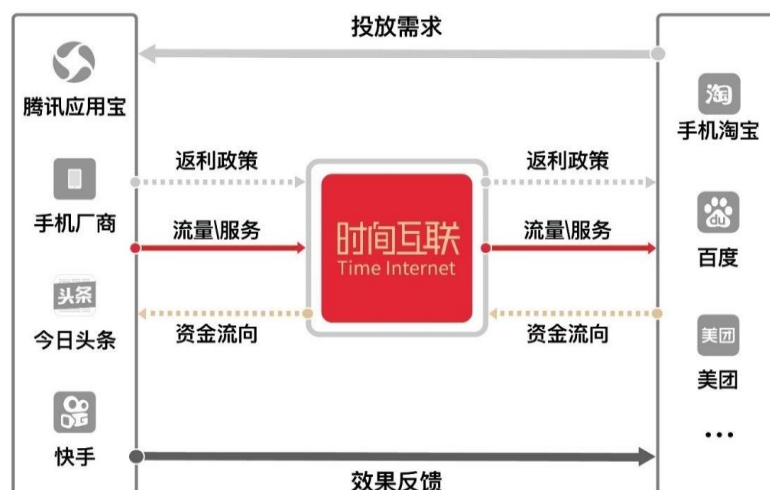 投放需求
腾讯应用宝
淘
手机淘宝
返利政策
返利政策
手机厂商
流量\服务
时间互联
Time Internet
流量\服务
du
百度
头条
今日头条
资金流向
资金流向
美团
美团
快手
...
效果反馈